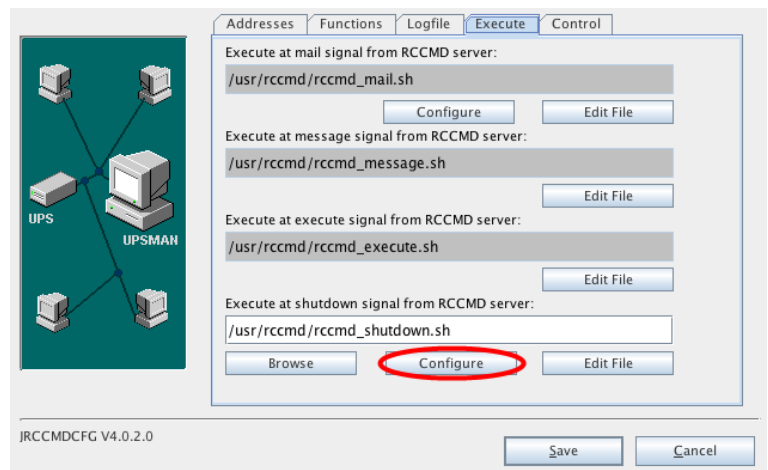 Addresses Functions Logfile Execute Control
Execute at mail signal from RCCMD server:
/usr/rccmd/rccmd_mail.sh
Configure Edit File
Execute at message signal from RCCMD server:
/usr/rccmd/rccmd_message.sh
Edit File
Execute at execute signal from RCCMD server:
/usr/rccmd/rccmd_execute.sh
Edit File
Execute at shutdown signal from RCCMD server:
/usr/rccmd/rccmd_shutdown.sh
Browse Configure Edit File
UPS
UPSMAN
JRCCMDCFG V4.0.2.0
Save Cancel